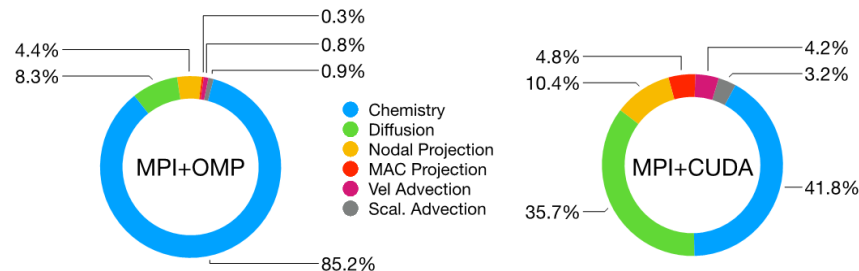 0.3%
4.4%
0.8%
8.3%
0.9%
MPI+OMP
85.2%
Chemistry
Diffusion
Nodal Projection
MAC Projection
Vel Advection
Scal. Advection
4.8%
4.2%
10.4%
3.2%
MPI+CUDA
41.8%
35.7%